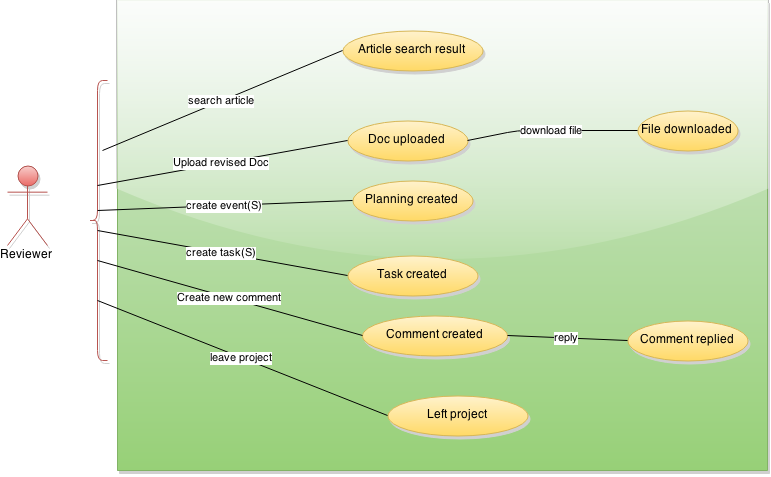 Article search result
search article
Doc uploaded
download file
File downloaded
Upload revised Doc
Planning created
create event(S)
Reviewer
create task(S)
Task created
Create new comment
Comment created
reply
Comment replied
leave project
Left project